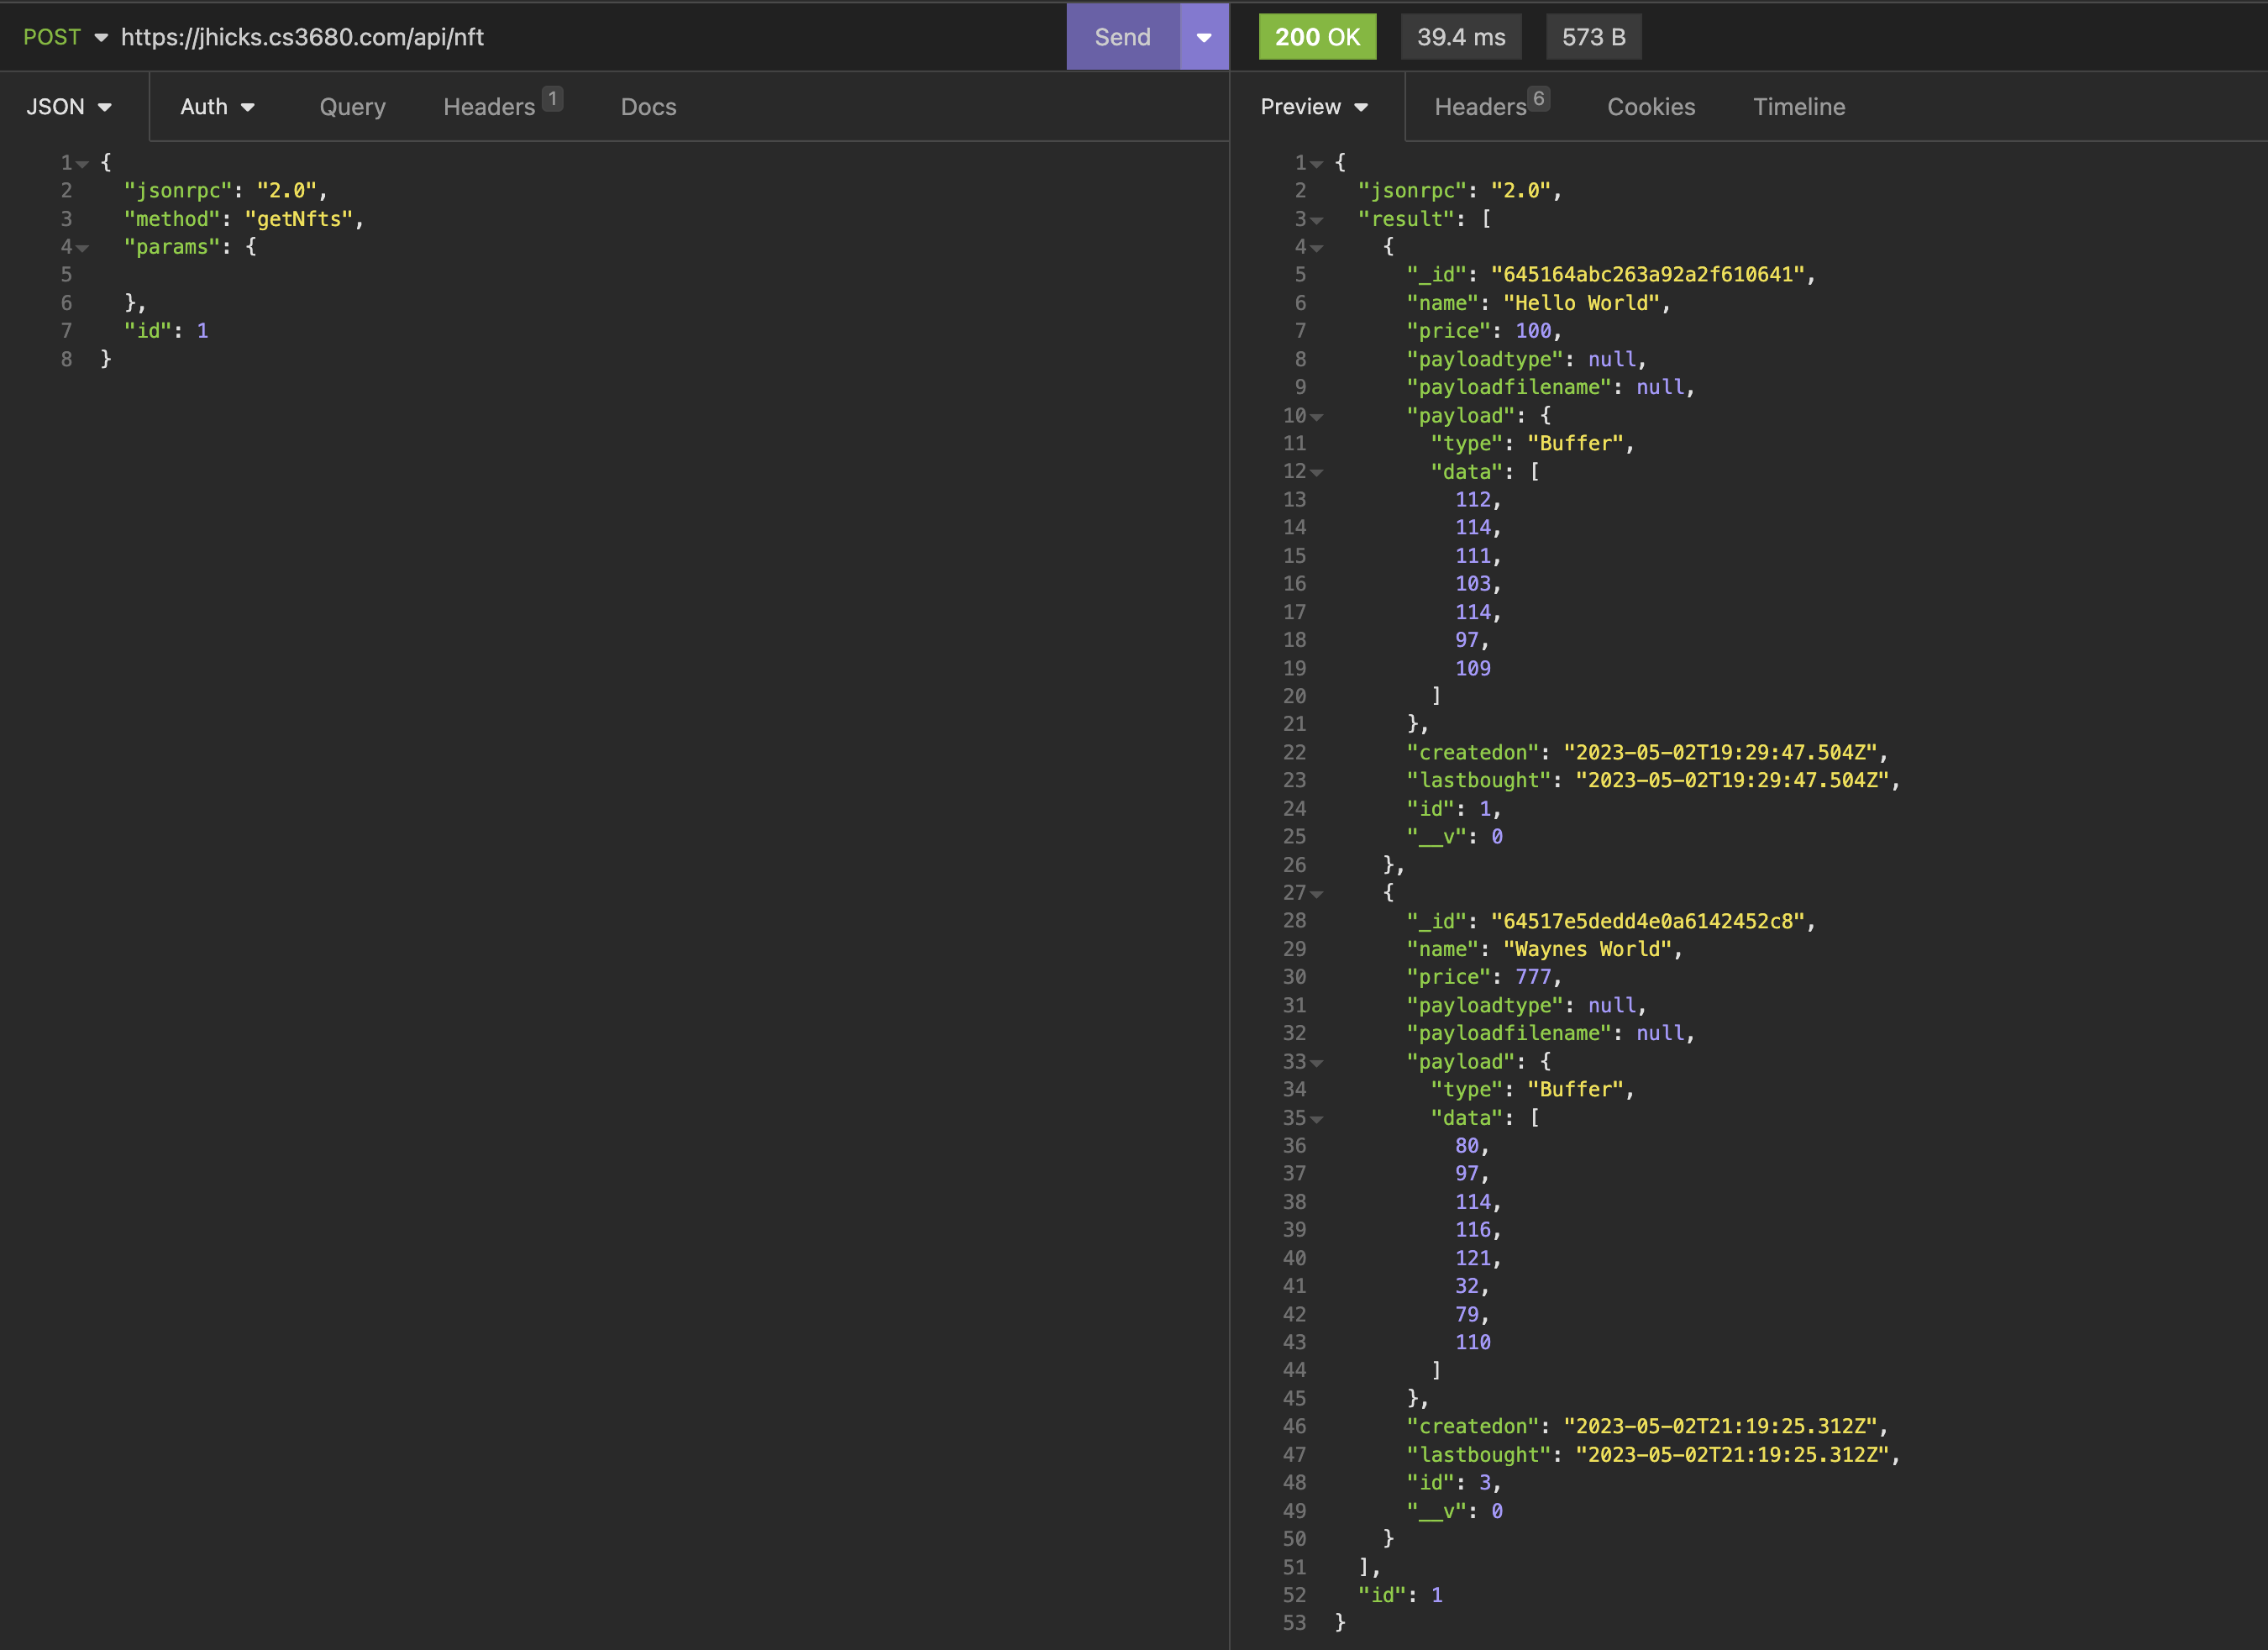 POST https://jhicks.cs3680.com/api/nft Send
200 OK 39.4 ms 573 B
JSON Auth Query Headers 1 Docs
1 {
2 "jsonrpc": "2.0",
3 "method": "getNfts",
4 "params": {
5
6 },
7 "id": 1
8 }
Preview Headers 6 Cookies Timeline
1 {
2 "jsonrpc": "2.0",
3 "result": [
4 {
5 "_id": "645164abc263a92a2f610641",
6 "name": "Hello World",
7 "price": 100,
8 "payloadtype": null,
9 "payloadfilename": null,
10 "payload": {
11 "type": "Buffer",
12 "data": [
13 112,
14 114,
15 111,
16 103,
17 114,
18 97,
19 109
20 ]
21 },
22 "createdon": "2023-05-02T19:29:47.504Z",
23 "lastbought": "2023-05-02T19:29:47.504Z",
24 "id": 1,
25 "__v": 0
26 },
27 {
28 "_id": "64517e5dedd4e0a6142452c8",
29 "name": "Waynes World",
30 "price": 777,
31 "payloadtype": null,
32 "payloadfilename": null,
33 "payload": {
34 "type": "Buffer",
35 "data": [
36 80,
37 97,
38 114,
39 116,
40 121,
41 32,
42 79,
43 110
44 ]
45 },
46 "createdon": "2023-05-02T21:19:25.312Z",
47 "lastbought": "2023-05-02T21:19:25.312Z",
48 "id": 3,
49 "__v": 0
50 }
51 ],
52 "id": 1
53 }